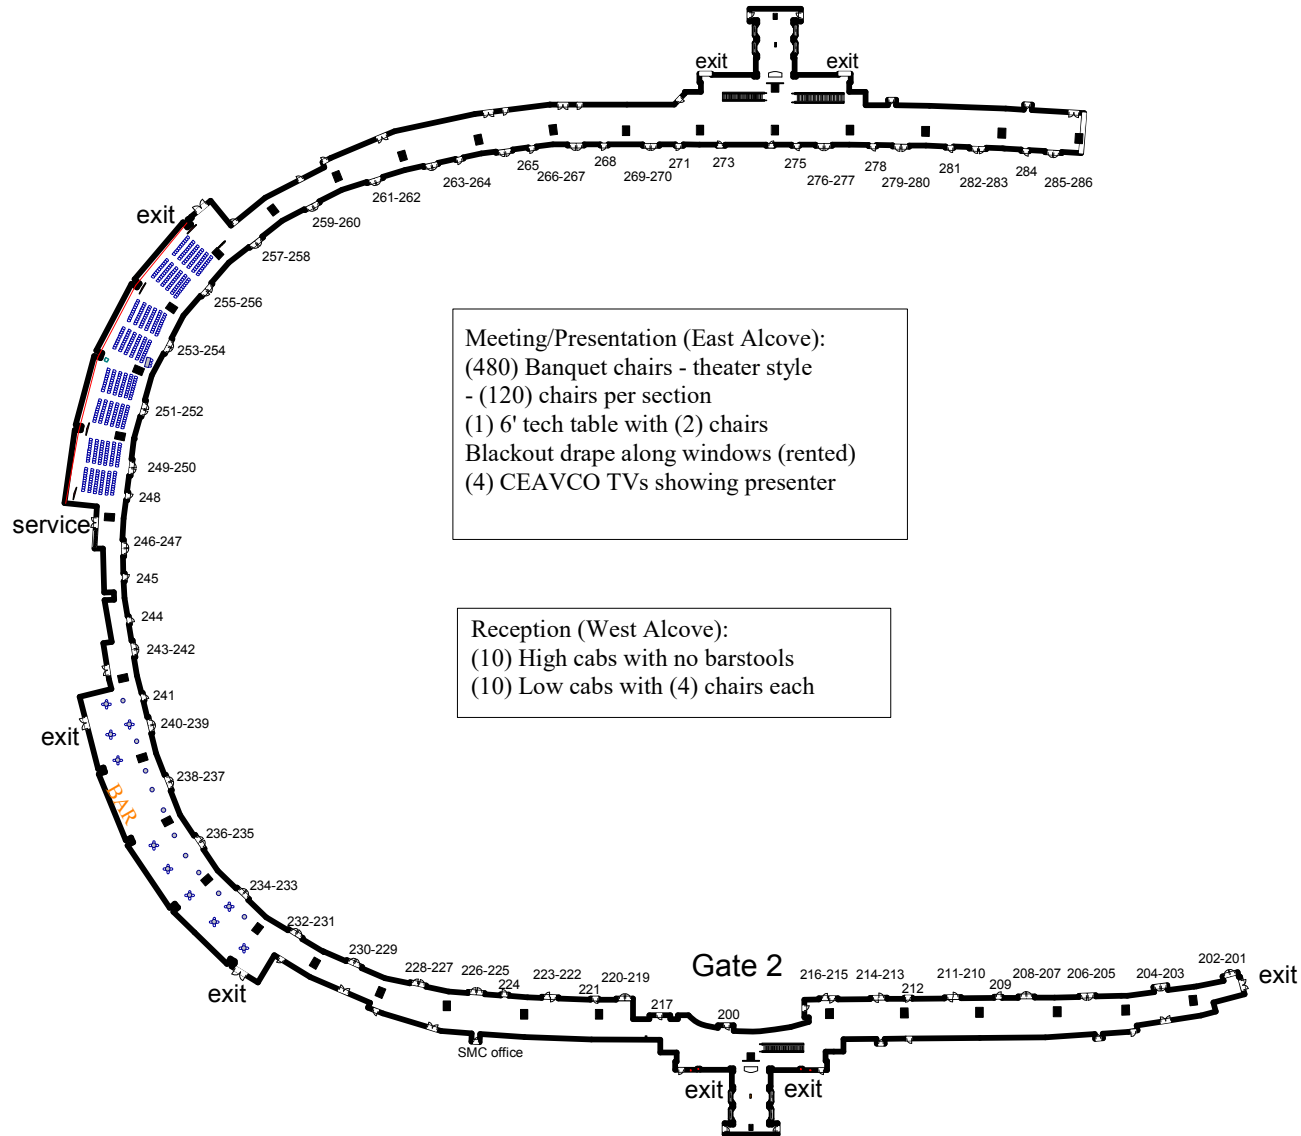 exit
exit
265
266-267
268
269-270
271
273
275
276-277
278
279-280
281
282-283
284
285-286
263-264
261-262
259-260
257-258
255-256
253-254
251-252
249-250
248
exit
service
246-247
245
244
243-242
241
240-239
238-237
236-235
234-233
232-231
230-229
228-227
226-225
224
223-222
221
220-219
217
200
216-215
214-213
212
211-210
209
208-207
206-205
204-203
202-201
exit
BAR
exit
Meeting/Presentation (East Alcove):
(480) Banquet chairs - theater style
- (120) chairs per section
(1) 6' tech table with (2) chairs
Blackout drape along windows (rented)
(4) CEAVCO TVs showing presenter
Reception (West Alcove):
(10) High cabs with no barstools
(10) Low cabs with (4) chairs each
Gate 2
exit
SMC office
exit
exit